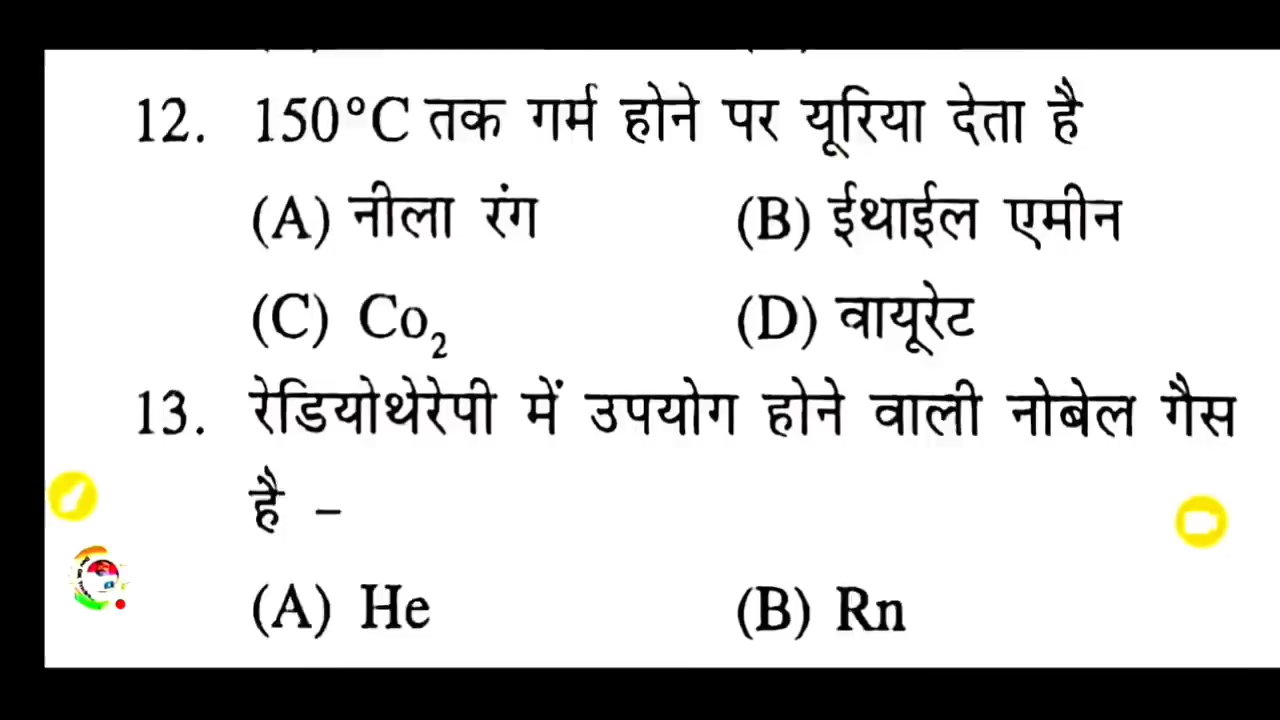 12. 150°C तक गर्म होने पर यूरिया देता है
(A) नीला रंग (B) ईथाईल एमीन
(C) Co₂ (D) वायूरेट
13. रेडियोथेरेपी में उपयोग होने वाली नोबेल गैस
है –
(A) He (B) Rn